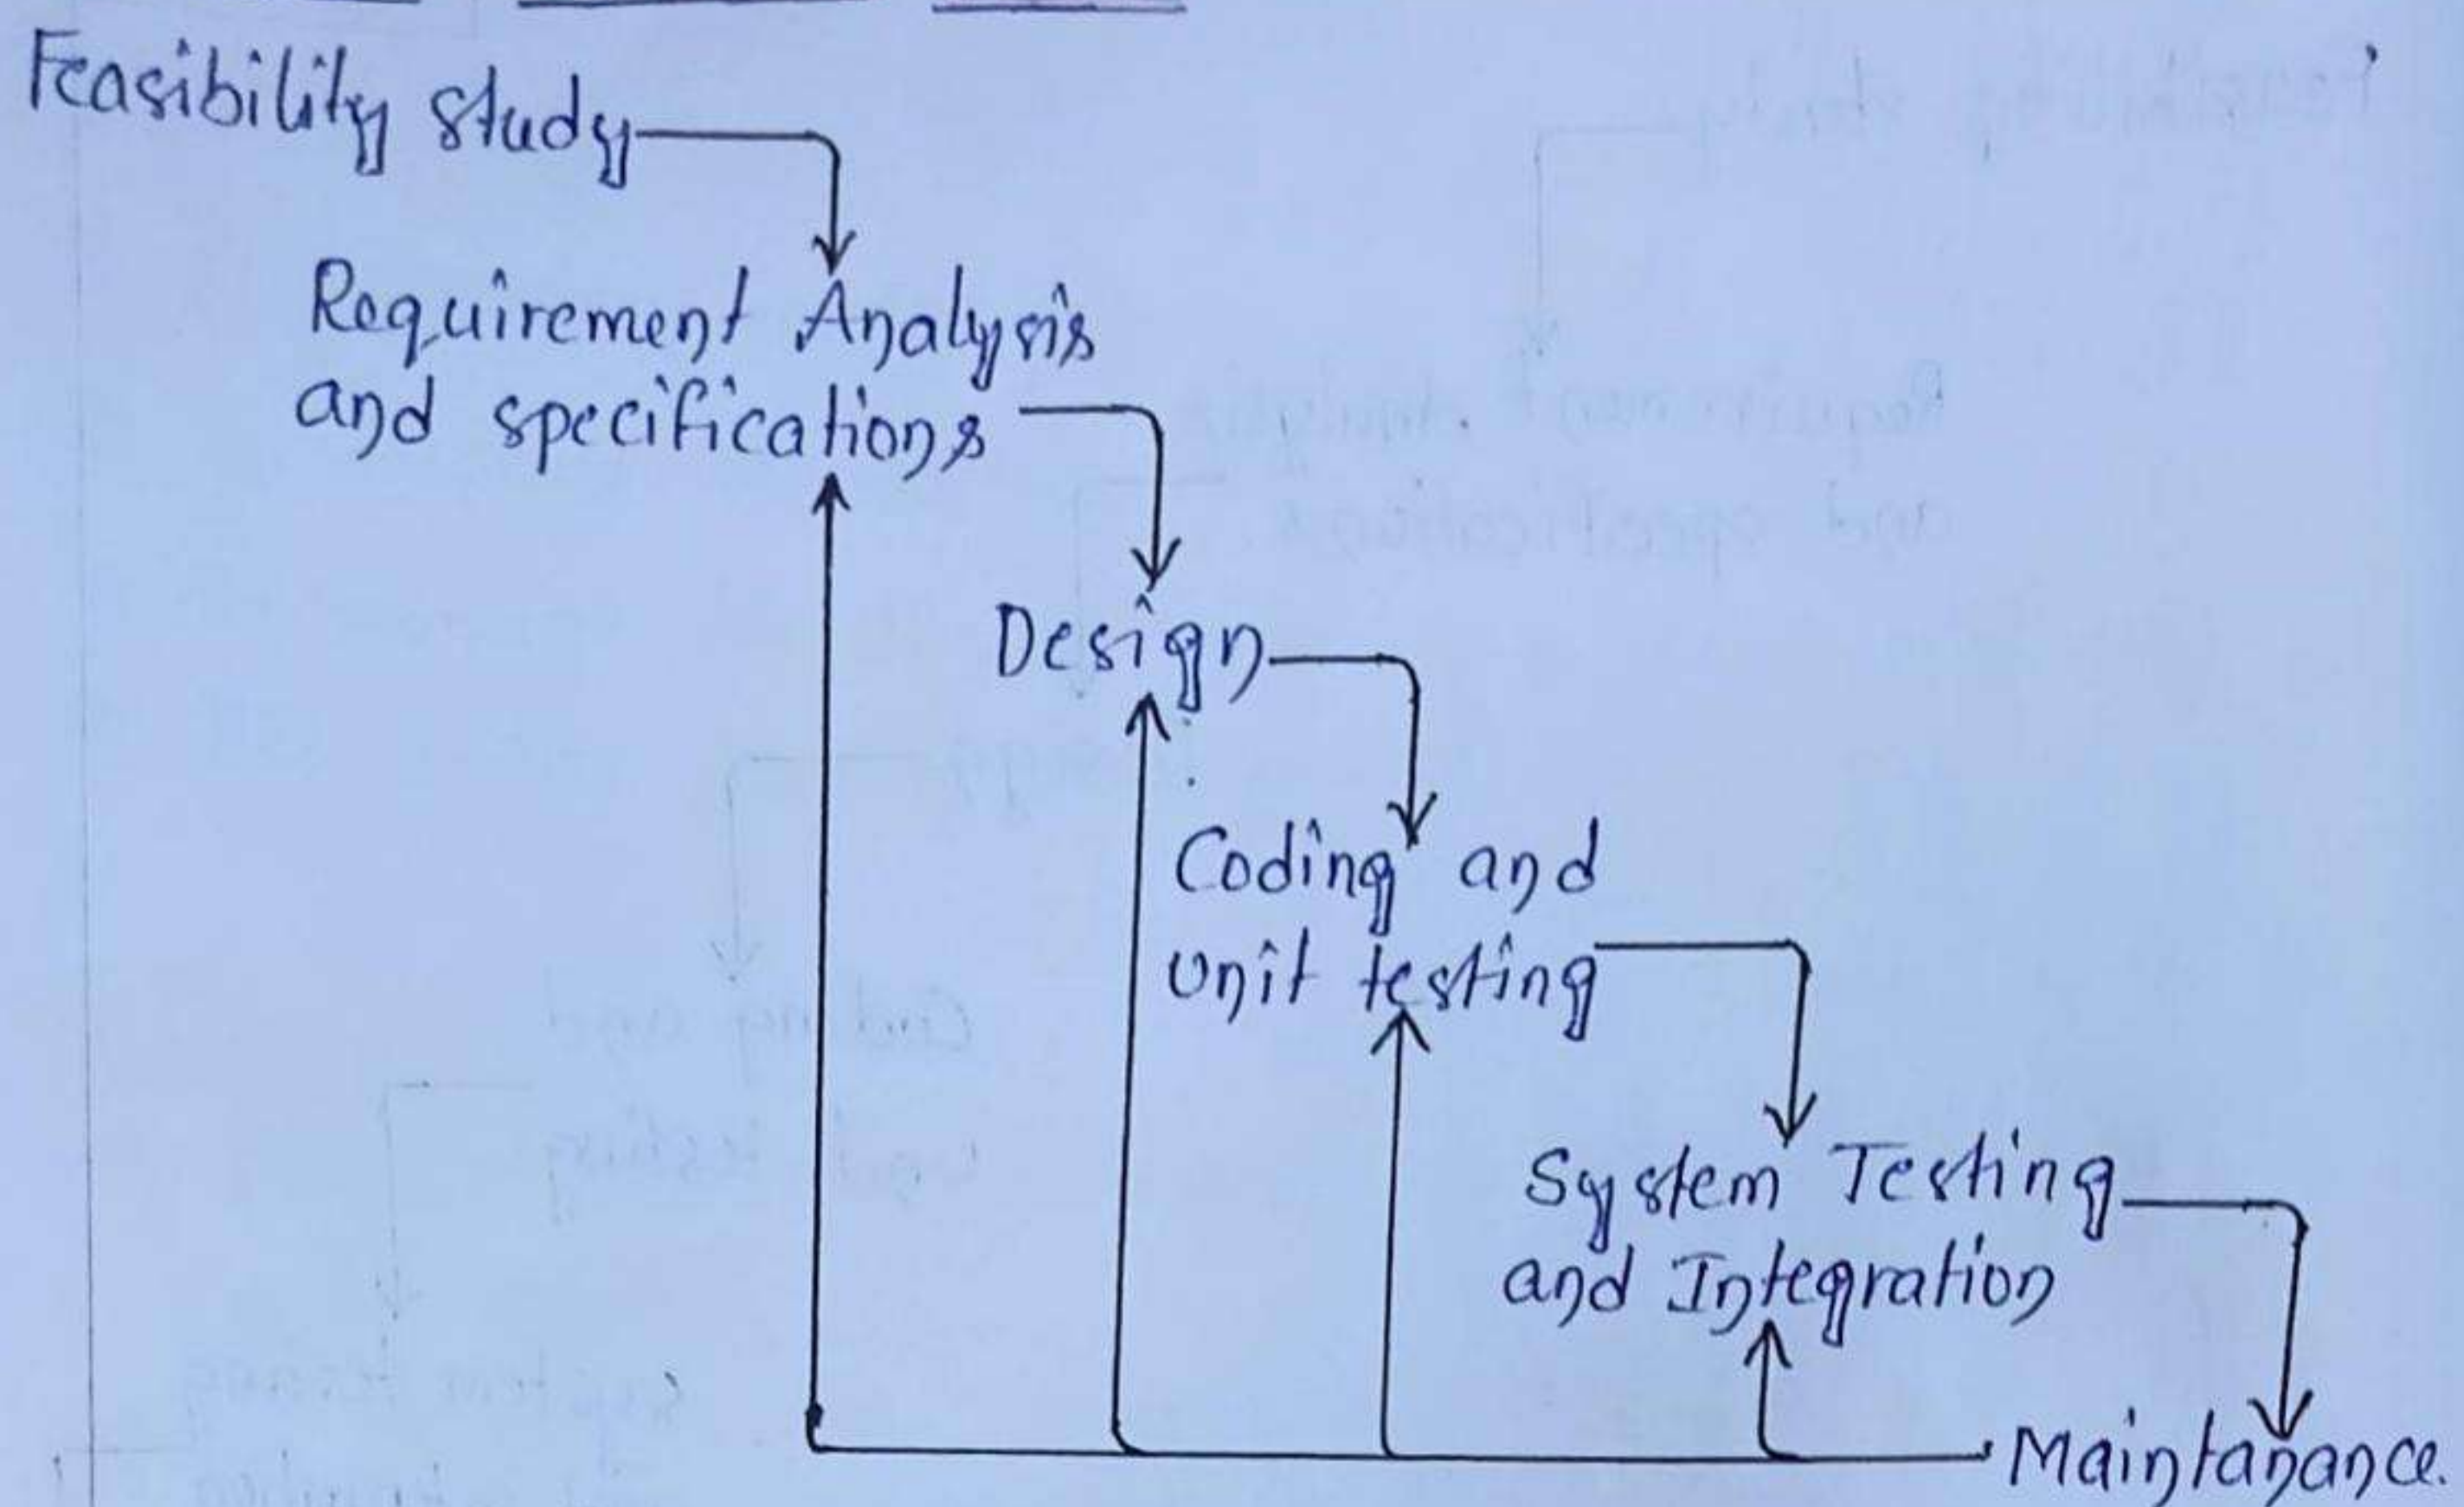 Feasibility study
Requirement Analysis
and specifications
Design
Coding and
unit testing
System Testing
and Integration
Maintanance.